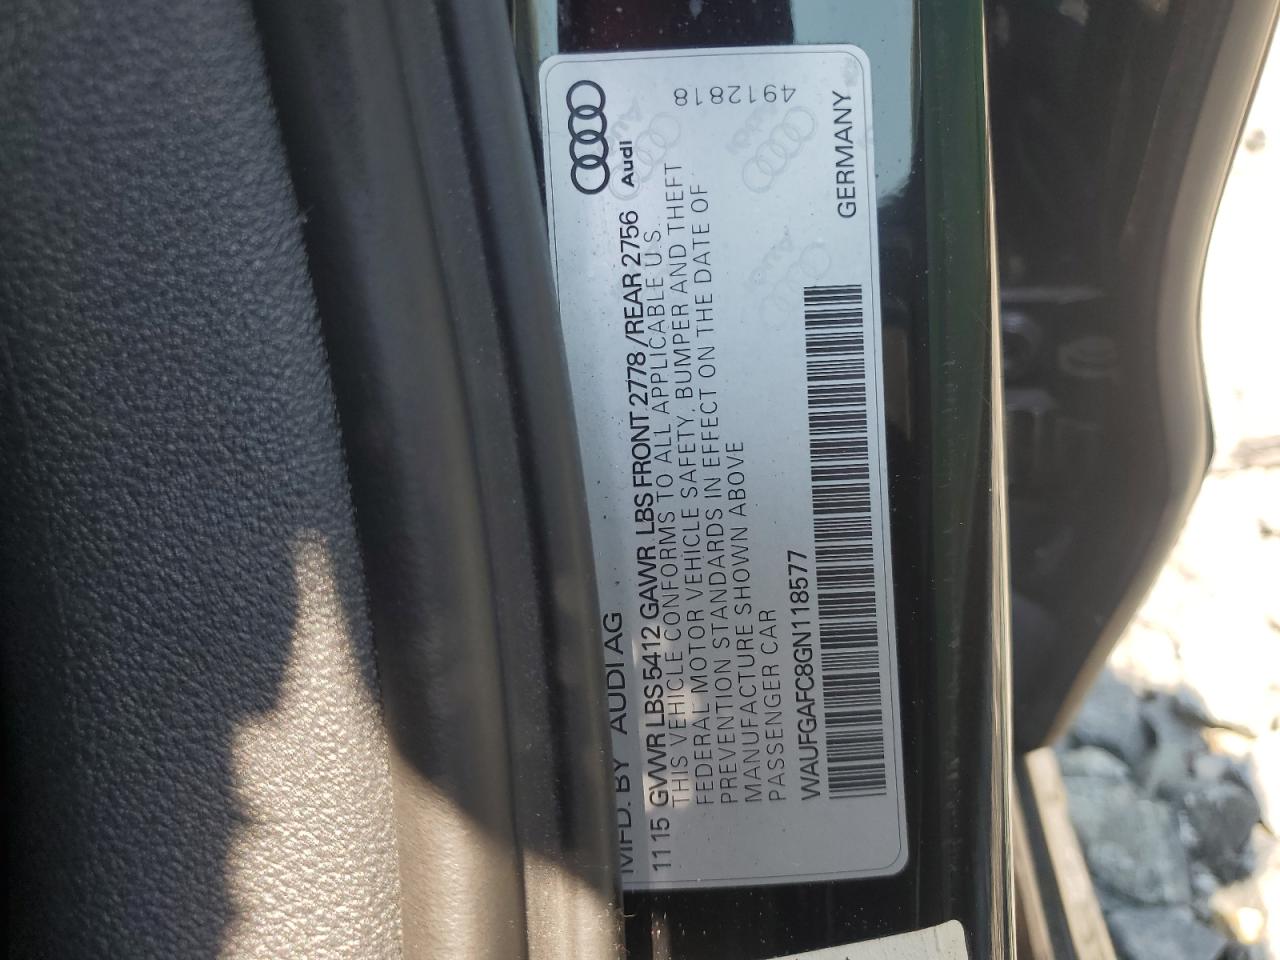 MFD. BY AUDI AG
1115 GVWR LBS 5412 GAWR LBS FRONT 2778 /REAR 2756
THIS VEHICLE CONFORMS TO ALL APPLICABLE U.S.
FEDERAL MOTOR VEHICLE SAFETY, BUMPER AND THEFT
PREVENTION STANDARDS IN EFFECT ON THE DATE OF
MANUFACTURE SHOWN ABOVE
PASSENGER CAR
WAUFGAFC8GN118577
GERMANY
Audi
4912818